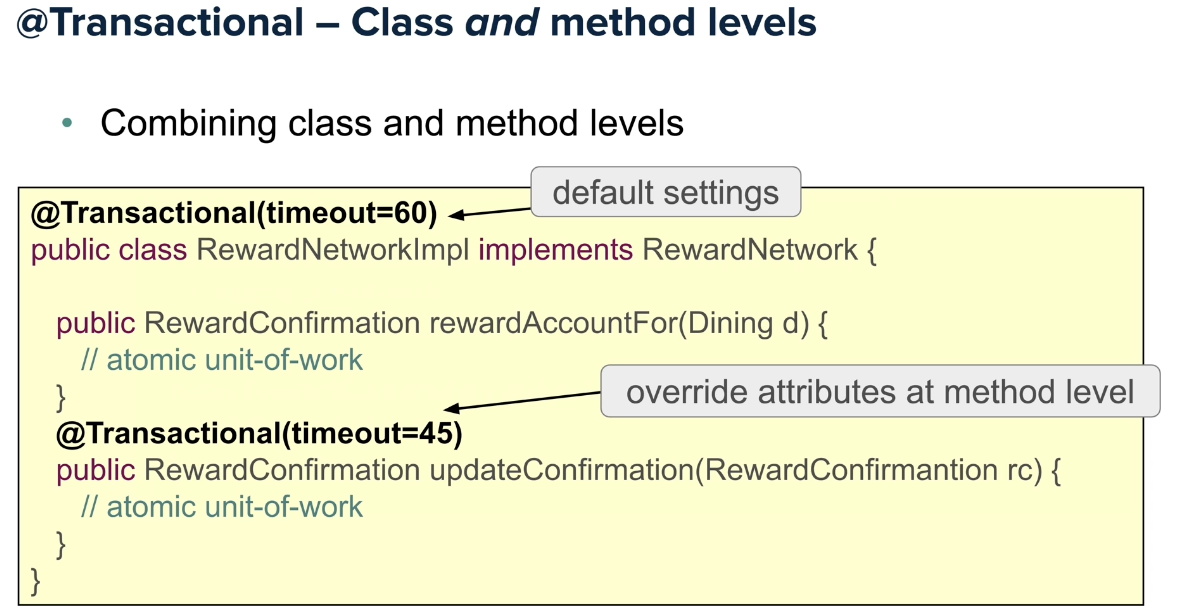 @Transactional – Class and method levels
• Combining class and method levels
default settings
@Transactional(timeout=60)
public class RewardNetworkImpl implements RewardNetwork {
public RewardConfirmation rewardAccountFor(Dining d) {
// atomic unit-of-work
}
override attributes at method level
@Transactional(timeout=45)
public RewardConfirmation updateConfirmation(RewardConfirmantion rc) {
// atomic unit-of-work
}
}